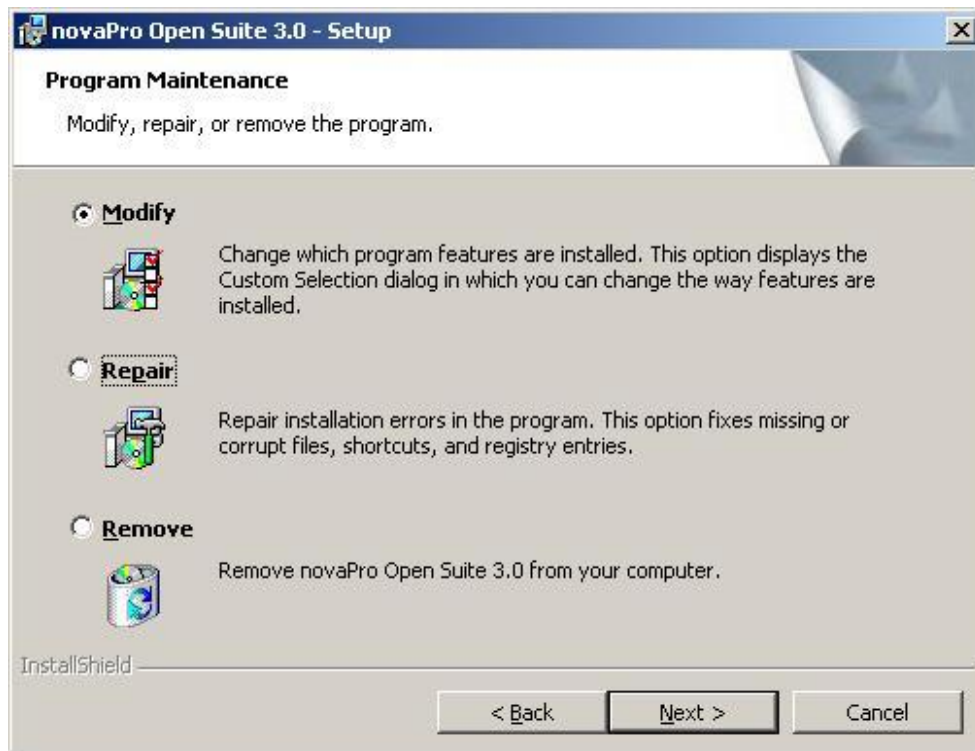 novaPro Open Suite 3.0 - Setup
Program Maintenance
Modify, repair, or remove the program.
Modify
Change which program features are installed. This option displays the
Custom Selection dialog in which you can change the way features are
installed.
Repair
Repair installation errors in the program. This option fixes missing or
corrupt files, shortcuts, and registry entries.
Remove
Remove novaPro Open Suite 3.0 from your computer.
InstallShield
< Back
Next >
Cancel